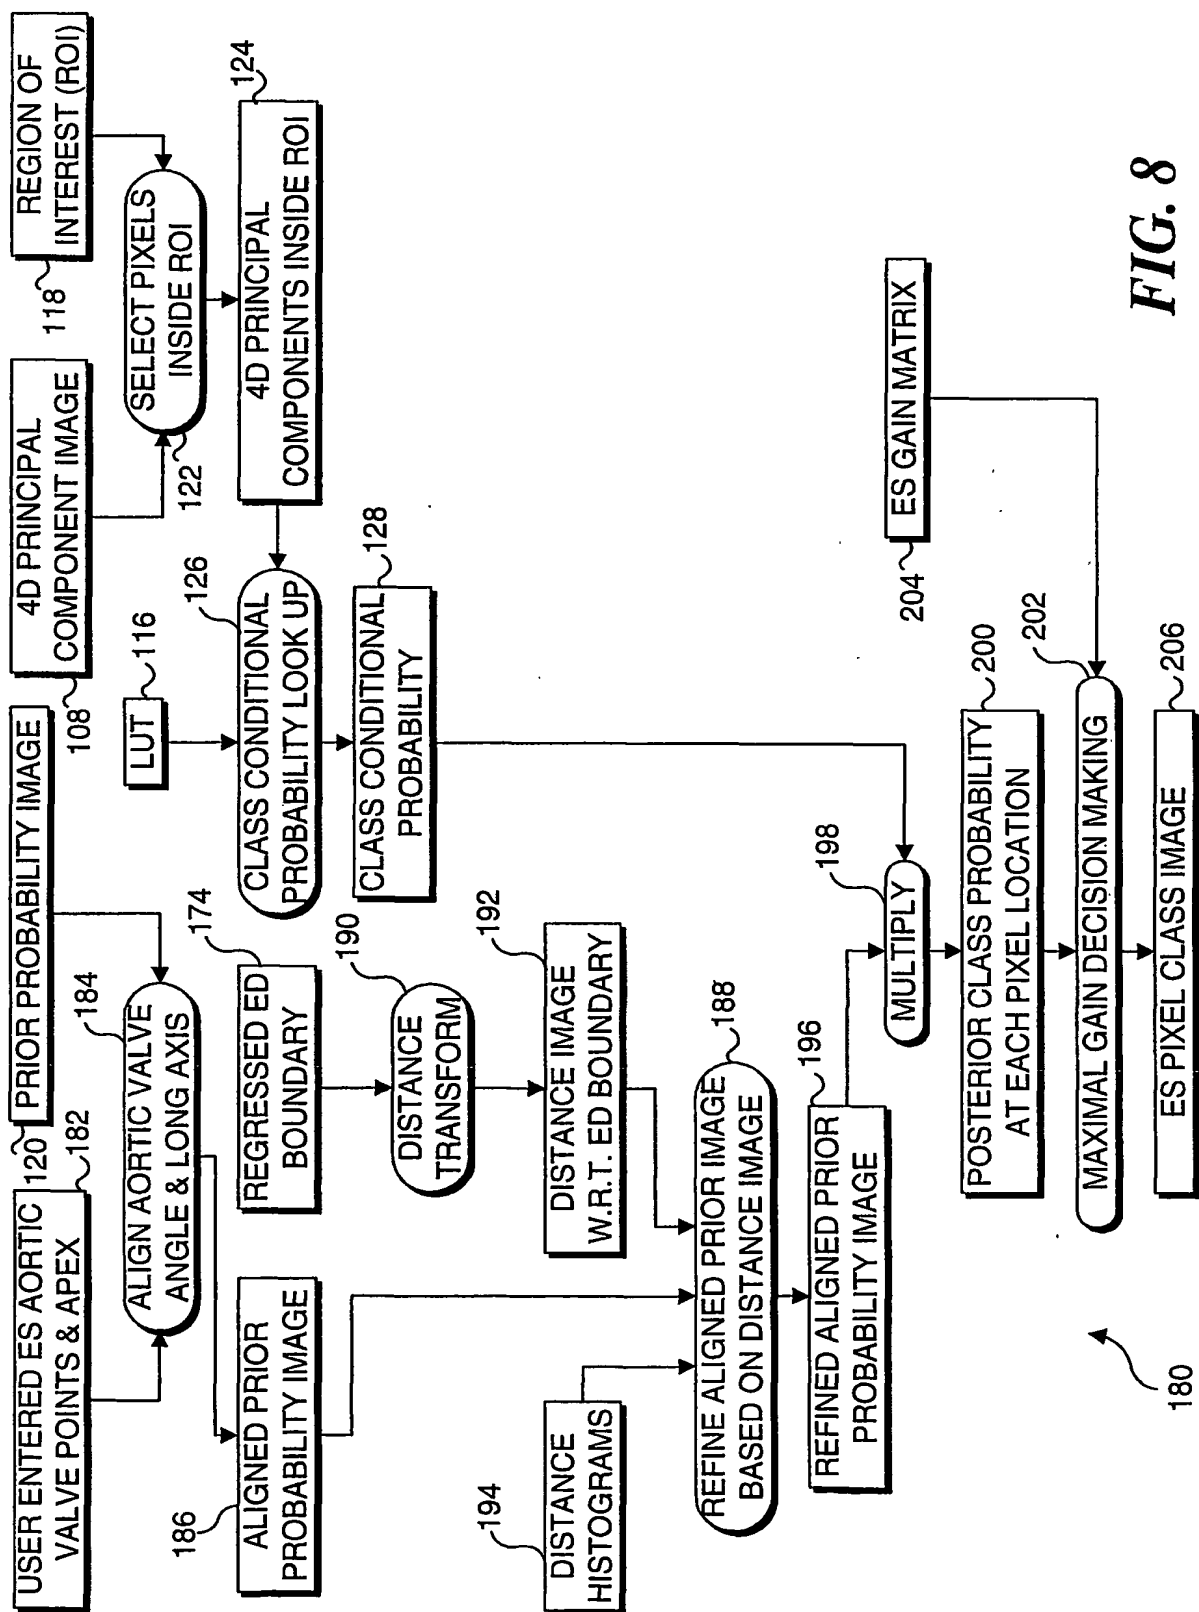 USER ENTERED ES AORTIC
VALVE POINTS & APEX
182
120
PRIOR PROBABILITY IMAGE
108
4D PRINCIPAL
COMPONENT IMAGE
118
REGION OF
INTEREST (ROI)
ALIGN AORTIC VALVE
ANGLE & LONG AXIS
184
LUT
116
122
SELECT PIXELS
INSIDE ROI
186
ALIGNED PRIOR
PROBABILITY IMAGE
REGRESSED ED
BOUNDARY
174
CLASS CONDITIONAL
PROBABILITY LOOK UP
126
4D PRINCIPAL
COMPONENTS INSIDE ROI
124
DISTANCE
TRANSFORM
190
CLASS CONDITIONAL
PROBABILITY
128
194
DISTANCE
HISTOGRAMS
DISTANCE IMAGE
W.R.T. ED BOUNDARY
192
REFINE ALIGNED PRIOR IMAGE
BASED ON DISTANCE IMAGE
188
REFINED ALIGNED PRIOR
PROBABILITY IMAGE
196
MULTIPLY
198
204
ES GAIN MATRIX
POSTERIOR CLASS PROBABILITY
AT EACH PIXEL LOCATION
200
MAXIMAL GAIN DECISION MAKING
202
ES PIXEL CLASS IMAGE
206
180
FIG. 8